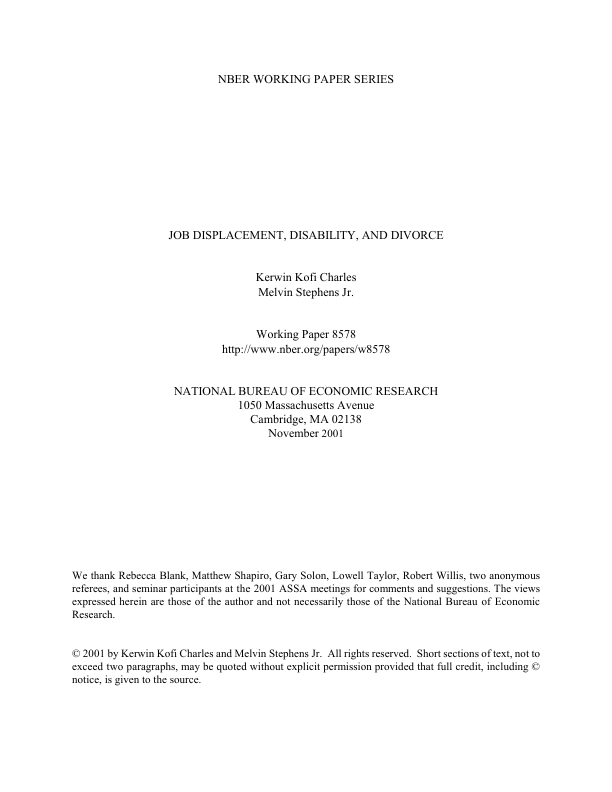 NBER WORKING PAPER SERIES
JOB DISPLACEMENT, DISABILITY, AND DIVORCE
Kerwin Kofi Charles
Melvin Stephens Jr.
Working Paper 8578
http://www.nber.org/papers/w8578
NATIONAL BUREAU OF ECONOMIC RESEARCH
1050 Massachusetts Avenue
Cambridge, MA 02138
November 2001
We thank Rebecca Blank, Matthew Shapiro, Gary Solon, Lowell Taylor, Robert Willis, two anonymous
referees, and seminar participants at the 2001 ASSA meetings for comments and suggestions. The views
expressed herein are those of the author and not necessarily those of the National Bureau of Economic
Research.
© 2001 by Kerwin Kofi Charles and Melvin Stephens Jr. All rights reserved. Short sections of text, not to
exceed two paragraphs, may be quoted without explicit permission provided that full credit, including ©
notice, is given to the source.